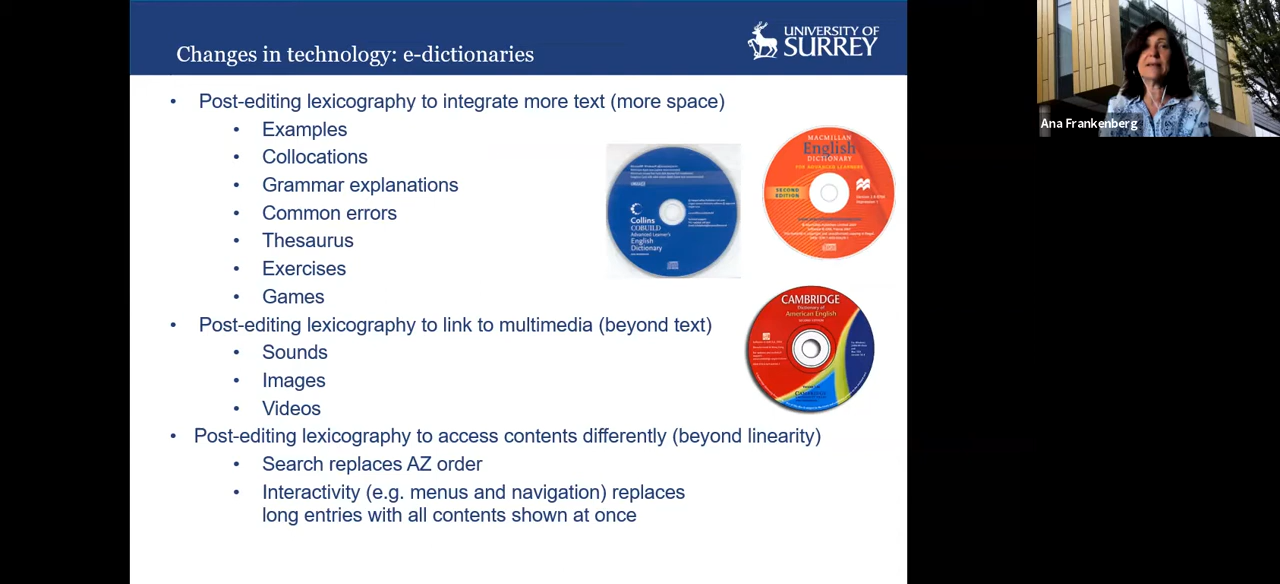 Changes in technology: e-dictionaries
UNIVERSITY OF
SURREY
• Post-editing lexicography to integrate more text (more space)
• Examples
• Collocations
• Grammar explanations
• Common errors
• Thesaurus
• Exercises
• Games
• Post-editing lexicography to link to multimedia (beyond text)
• Sounds
• Images
• Videos
• Post-editing lexicography to access contents differently (beyond linearity)
• Search replaces AZ order
• Interactivity (e.g. menus and navigation) replaces
long entries with all contents shown at once
Collins
COBUILD
Advanced Learner's
English
Dictionary
MACMILLAN
English
DICTIONARY
FOR ADVANCED LEARNERS
SECOND
EDITION
CAMBRIDGE
Dictionary of
American English
CAMBRIDGE
Ana Frankenberg